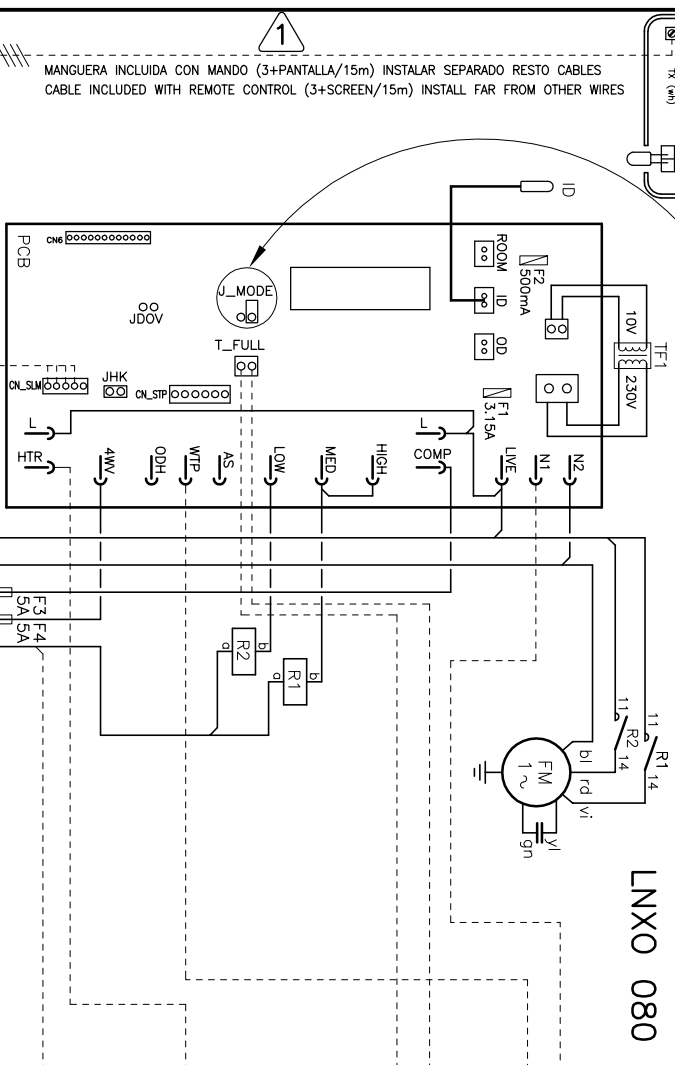 1
MANGUERA INCLUIDA CON MANDO (3+PANTALLA/15m) INSTALAR SEPARADO RESTO CABLES
CABLE INCLUDED WITH REMOTE CONTROL (3+SCREEN/15m) INSTALL FAR FROM OTHER WIRES
TX (wh)
ID
PCB
CN6
ROOM
F2
500mA
J_MODE
ID
JDOV
10V
TF1
T_FULL
OD
230V
CN_SLM
JHK
CN_STP
F1
3.15A
L
L
HTR
4WV
ODH
WTP
AS
LOW
MED
HIGH
COMP
LIVE
N1
N2
F3
5A
F4
5A
R2
a
b
R1
a
b
11
R2
14
11
R1
14
FM
1~
bl
rd
vi
gn
yl
LNXO 080